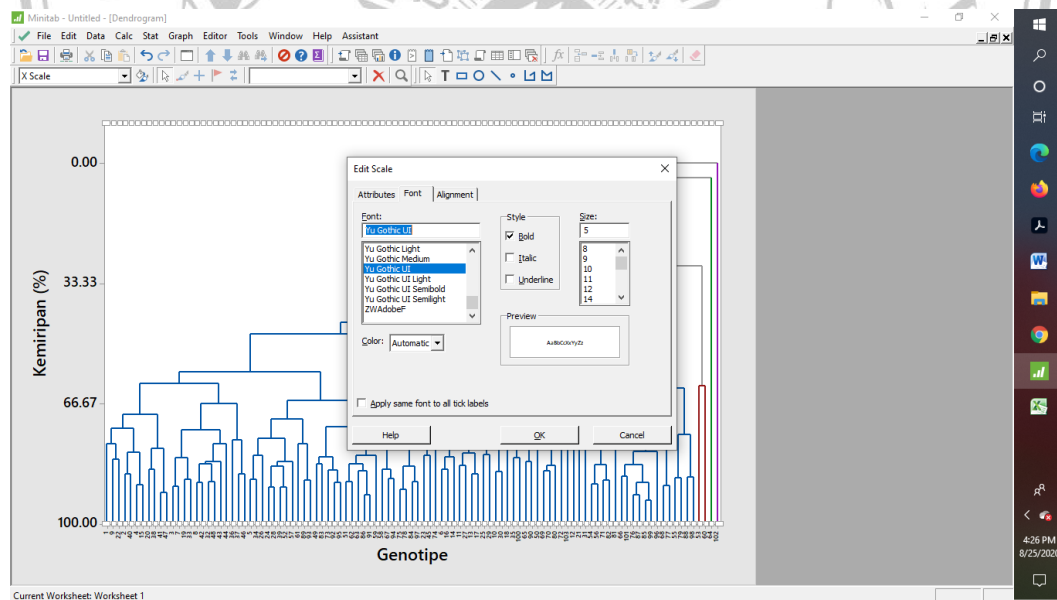 Minitab - Untitled - [Dendrogram]
File Edit Data Calc Stat Graph Editor Tools Window Help Assistant
X Scale
0.00
33.33
66.67
100.00
Kemiripan (%)
Genotipe
Edit Scale
Attributes Font Alignment
Font:
Yu Gothic UI
Yu Gothic Light
Yu Gothic Medium
Yu Gothic UI
Yu Gothic UI Light
Yu Gothic UI Semibold
Yu Gothic UI Semilight
ZWAdobeF
Color: Automatic
Style
Bold
Italic
Underline
Size:
5
8
9
10
11
12
14
Preview
AaBbCcXxYyZz
Apply same font to all tick labels
Help OK Cancel
4:26 PM
8/25/2020
Current Worksheet: Worksheet 1